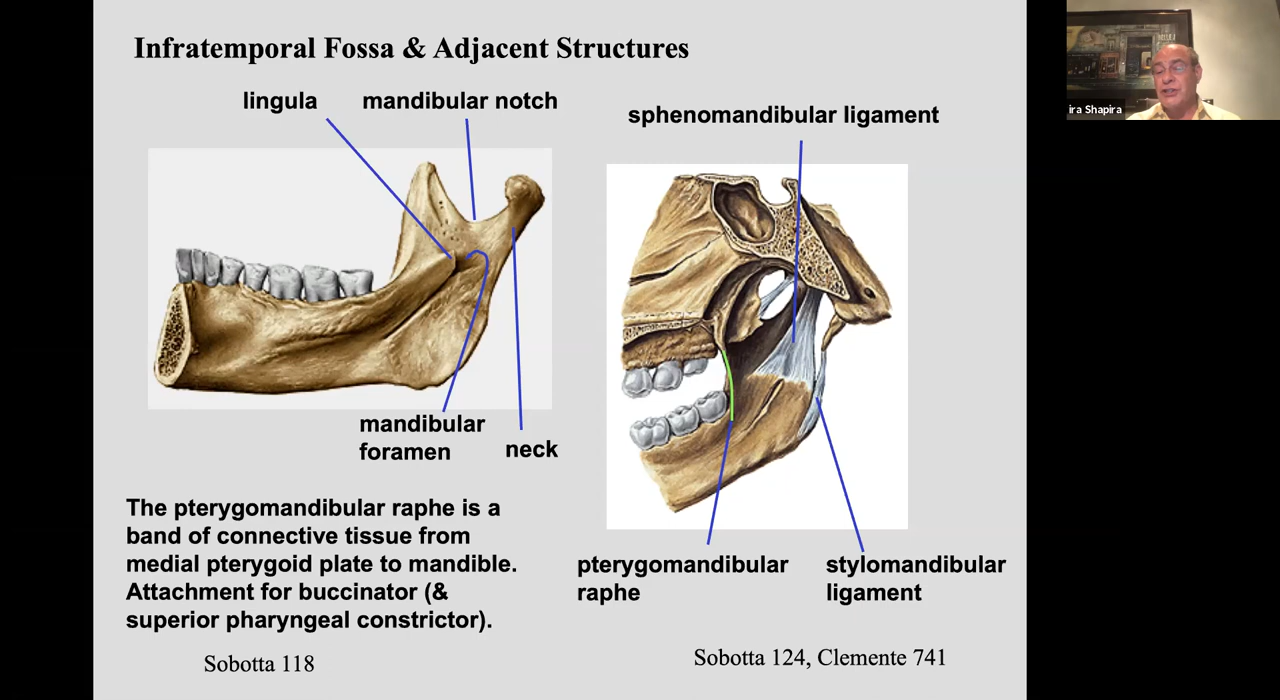 Infratemporal Fossa & Adjacent Structures
lingula
mandibular notch
sphenomandibular ligament
ira Shapira
mandibular
foramen
neck
The pterygomandibular raphe is a
band of connective tissue from
medial pterygoid plate to mandible.
Attachment for buccinator (&
superior pharyngeal constrictor).
pterygomandibular
raphe
stylomandibular
ligament
Sobotta 118
Sobotta 124, Clemente 741